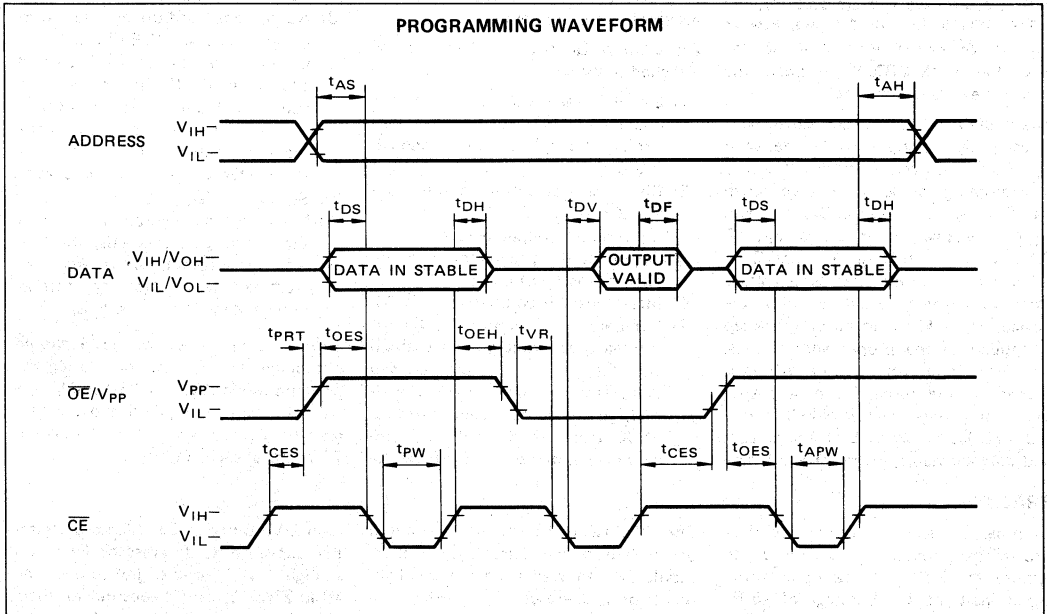 PROGRAMMING WAVEFORM
tAS
tAH
ADDRESS
VIH
VIL
tDS
tDH
tDV
tDF
tDS
tDH
DATA
VIH/VOH
VIL/VOL
DATA IN STABLE
OUTPUT
VALID
DATA IN STABLE
tPRT
tOES
tOEH
tVR
OE/VPP
VPP
VIL
tCES
tPW
tCES
tOES
tAPW
CE
VIH
VIL